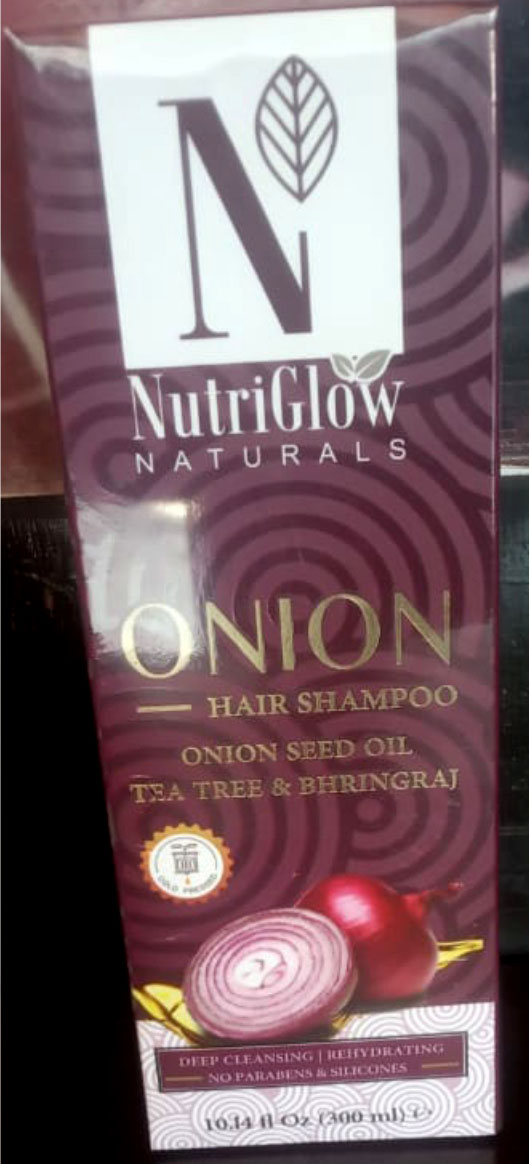 N
NutriGlow
NATURALS
ONION
HAIR SHAMPOO
ONION SEED OIL
TEA TREE & BHRINGRAJ
COLD PRESSED
DEEP CLEANSING | REHYDRATING
NO PARABENS & SILICONES
10.14 fl Oz (300 ml) e